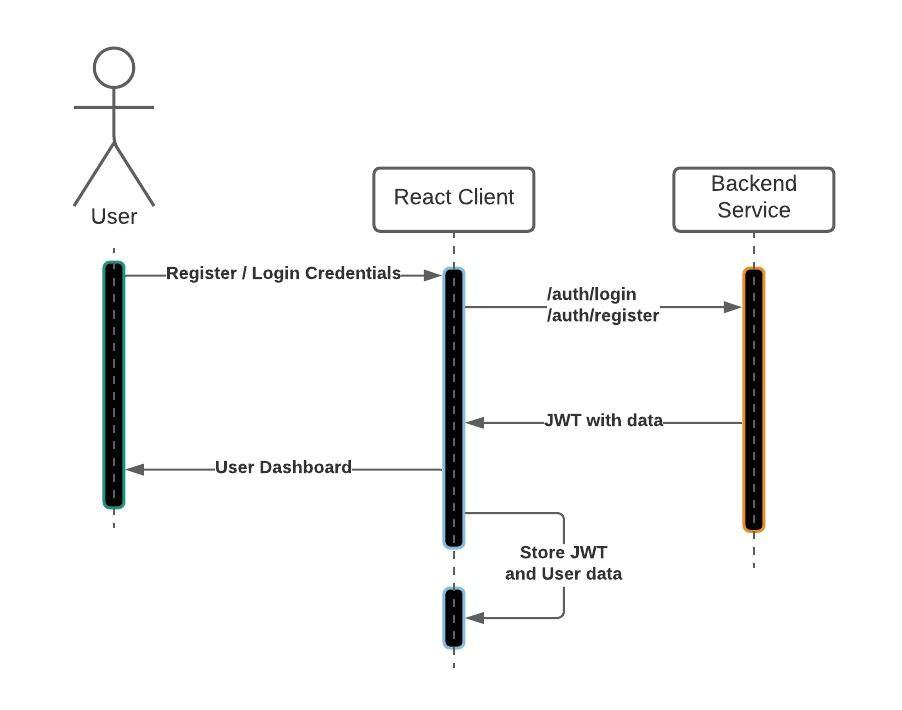 User
React Client
Backend
Service
Register / Login Credentials
/auth/login
/auth/register
JWT with data
User Dashboard
Store JWT
and User data